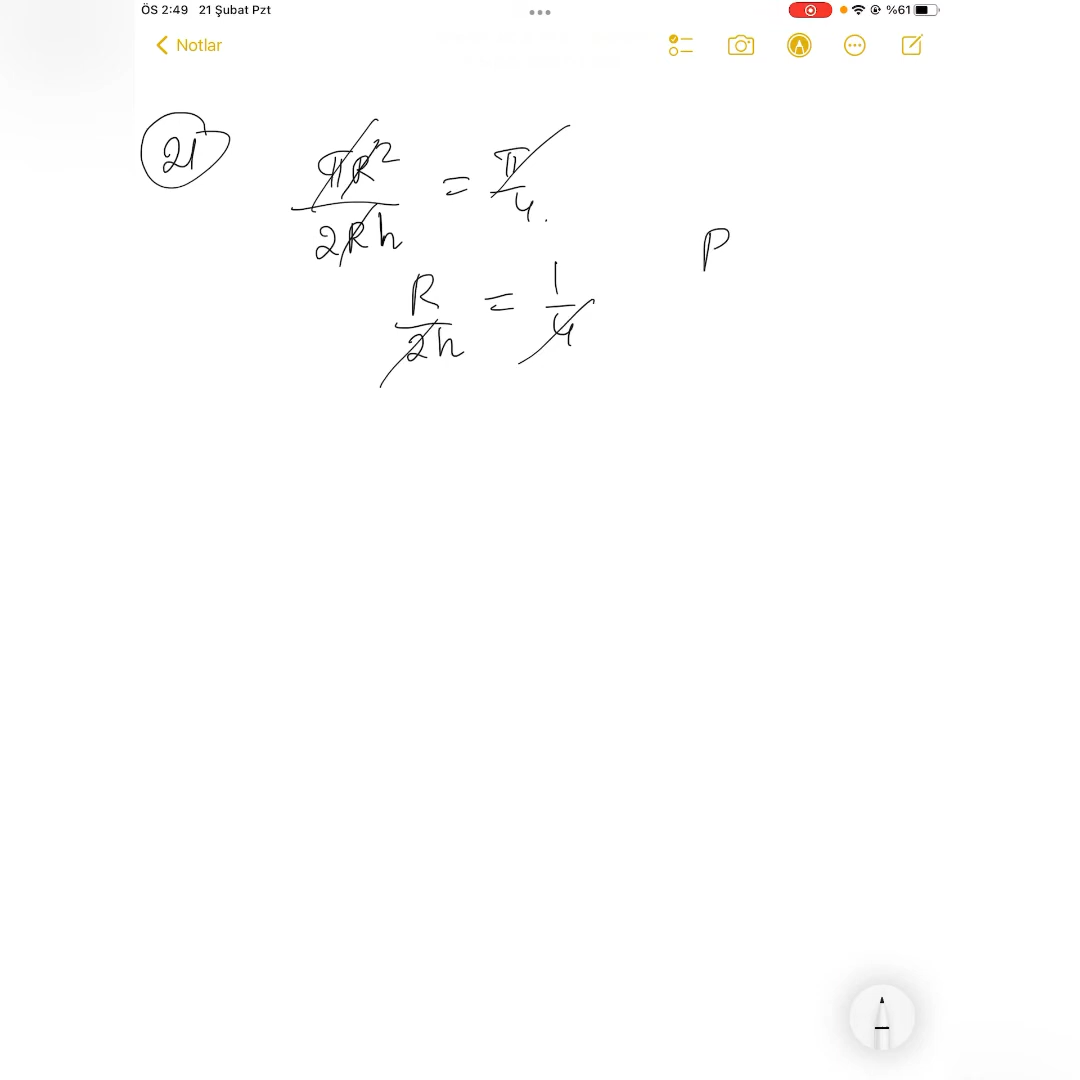 ÖS 2:49 21 Şubat Pzt %61
Notlar
21
πR² / 2Rh = π / 4.
P
R / 2h = 1 / 4